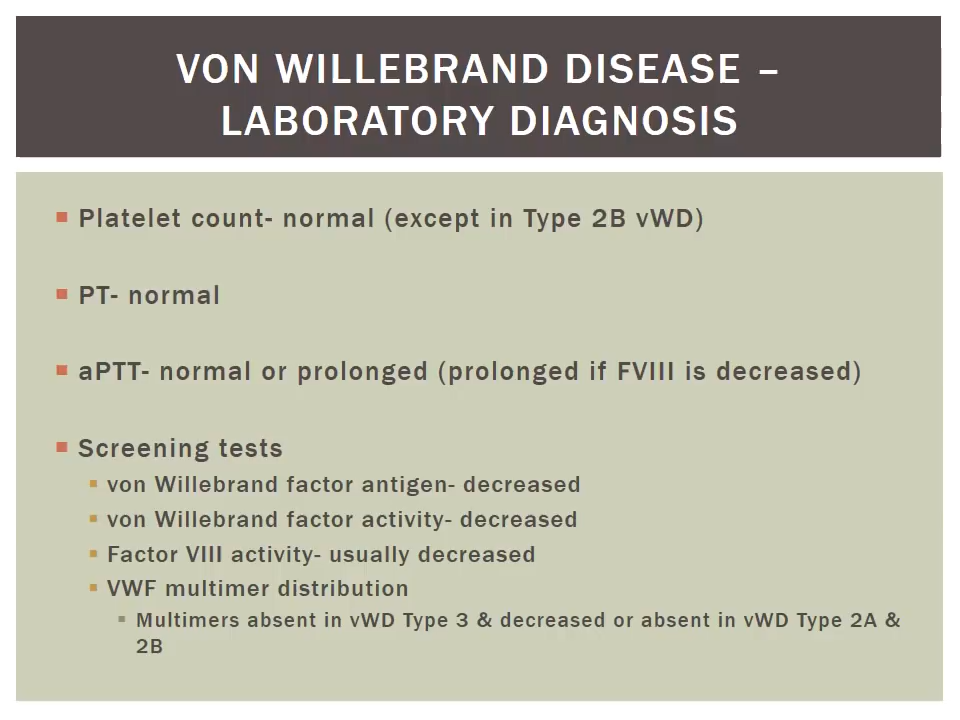 VON WILLEBRAND DISEASE –
LABORATORY DIAGNOSIS
Platelet count- normal (except in Type 2B vWD)
PT- normal
aPTT- normal or prolonged (prolonged if FVIII is decreased)
Screening tests
von Willebrand factor antigen- decreased
von Willebrand factor activity- decreased
Factor VIII activity- usually decreased
VWF multimer distribution
Multimers absent in vWD Type 3 & decreased or absent in vWD Type 2A &
2B